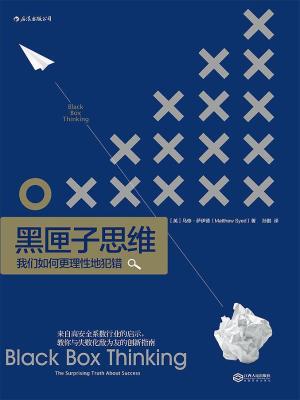 后浪出版公司
Black
Box
Thinking
[英] 马修·萨伊德 (Matthew Syed) 著 孙鹏 译
黑匣子思维
我们如何更理性地犯错
来自高安全系数行业的启示,
教你与失败化敌为友的创新指南
Black Box Thinking
The Surprising Truth About Success
江西人民出版社